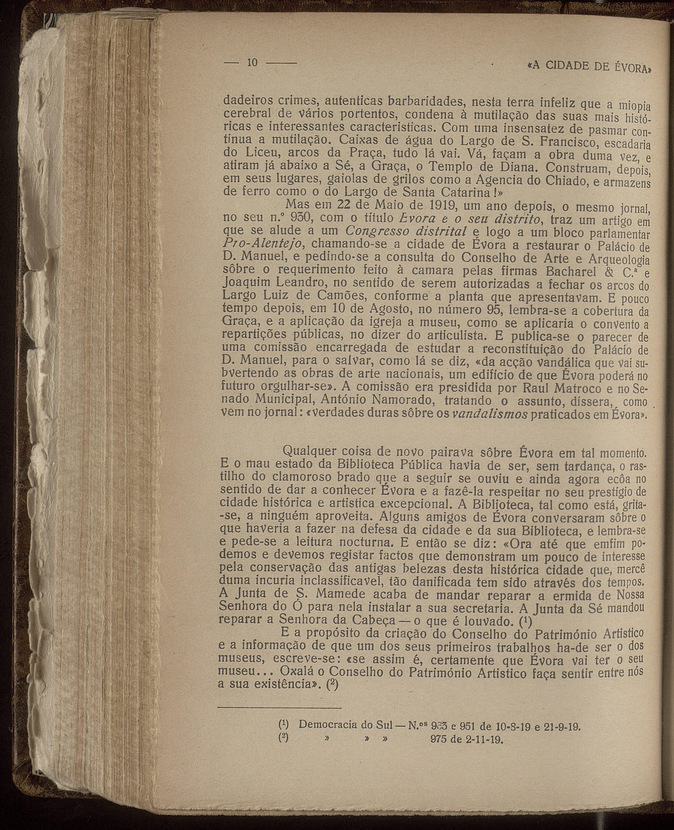 — 10 —
«A CIDADE DE ÉVORA»
dadeiros crimes, autenticas barbaridades, nesta terra infeliz que a miopia
cerebral de vários portentos, condena à mutilação das suas mais histó-
ricas e interessantes caracteristicas. Com uma insensatez de pasmar con-
tinua a mutilação. Caixas de água do Largo de S. Francisco, escadaria
do Liceu, arcos da Praça, tudo lá vai. Vá, façam a obra duma vez, e
atiram já abaixo a Sé, a Graça, o Templo de Diana. Construam, depois,
em seus lugares, gaiolas de grilos como a Agencia do Chiado, e armazens
de ferro como o do Largo de Santa Catarina!»
Mas em 22 de Maio de 1919, um ano depois, o mesmo jornal,
no seu n.º 930, com o título Evora e o seu distrito, traz um artigo em
que se alude a um Congresso distrital e logo a um bloco parlamentar
Pro-Alentejo, chamando-se a cidade de Évora a restaurar o Palácio de
D. Manuel, e pedindo-se a consulta do Conselho de Arte e Arqueologia
sôbre o requerimento feito à camara pelas firmas Bacharel & C.ª e
Joaquim Leandro, no sentido de serem autorizadas a fechar os arcos do
Largo Luiz de Camões, conforme a planta que apresentavam. E pouco
tempo depois, em 10 de Agosto, no número 95, lembra-se a cobertura da
Graça, e a aplicação da igreja a museu, como se aplicaria o convento a
repartições públicas, no dizer do articulista. E publica-se o parecer de
uma comissão encarregada de estudar a reconstituição do Palácio de
D. Manuel, para o salvar, como lá se diz, «da acção vandálica que vai su-
bvertendo as obras de arte nacionais, um edifício de que Évora poderá no
futuro orgulhar-se». A comissão era presidida por Raul Matroco e no Se-
nado Municipal, António Namorado, tratando o assunto, díssera, como
vem no jornal: «verdades duras sôbre os vandalismos praticados em Évora».
Qualquer coisa de novo pairava sôbre Évora em tal momento.
E o mau estado da Biblioteca Pública havia de ser, sem tardança, o ras-
tilho do clamoroso brado que a seguir se ouviu e ainda agora ecôa no
sentido de dar a conhecer Évora e a fazê-la respeitar no seu prestigio de
cidade histórica e artistica excepcional. A Biblioteca, tal como está, grita-
-se, a ninguém aproveita. Alguns amigos de Évora conversaram sôbre o
que haveria a fazer na defesa da cidade e da sua Biblioteca, e lembra-se
e pede-se a leitura nocturna. E então se diz: «Ora até que emfim po-
demos e devemos registar factos que demonstram um pouco de interesse
pela conservação das antigas belezas desta histórica cidade que, mercê
duma incuria inclassificavel, tão danificada tem sido através dos tempos.
A Junta de S. Mamede acaba de mandar reparar a ermida de Nossa
Senhora do Ó para nela instalar a sua secretaria. A Junta da Sé mandou
reparar a Senhora da Cabeça — o que é louvado. (¹)
E a propósito da criação do Conselho do Património Artistico
e a informação de que um dos seus primeiros trabalhos ha-de ser o dos
museus, escreve-se: «se assim é, certamente que Évora vai ter o seu
museu... Oxalá o Conselho do Património Artistico faça sentir entre nós
a sua existência». (²)
(¹) Democracia do Sul — N.os 933 e 951 de 10-8-19 e 21-9-19.
(²) » » » 975 de 2-11-19.